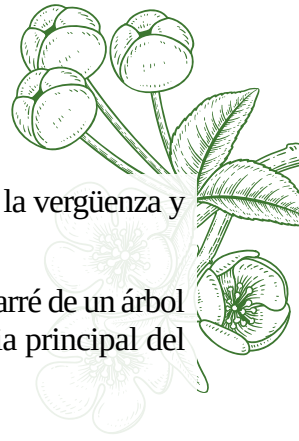 la vergüenza y
arré de un árbol
a principal del